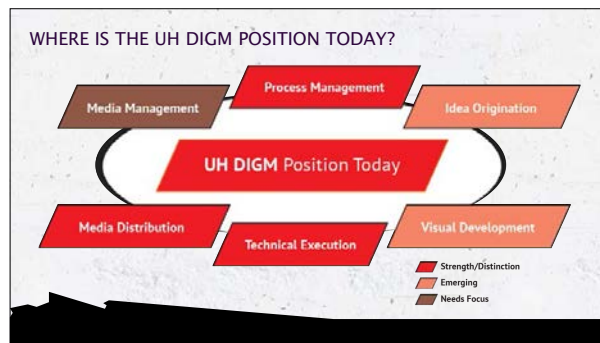 WHERE IS THE UH DIGM POSITION TODAY?
Process Management
Media Management
Idea Origination
UH DIGM Position Today
Media Distribution
Technical Execution
Visual Development
Strength/Distinction
Emerging
Needs Focus